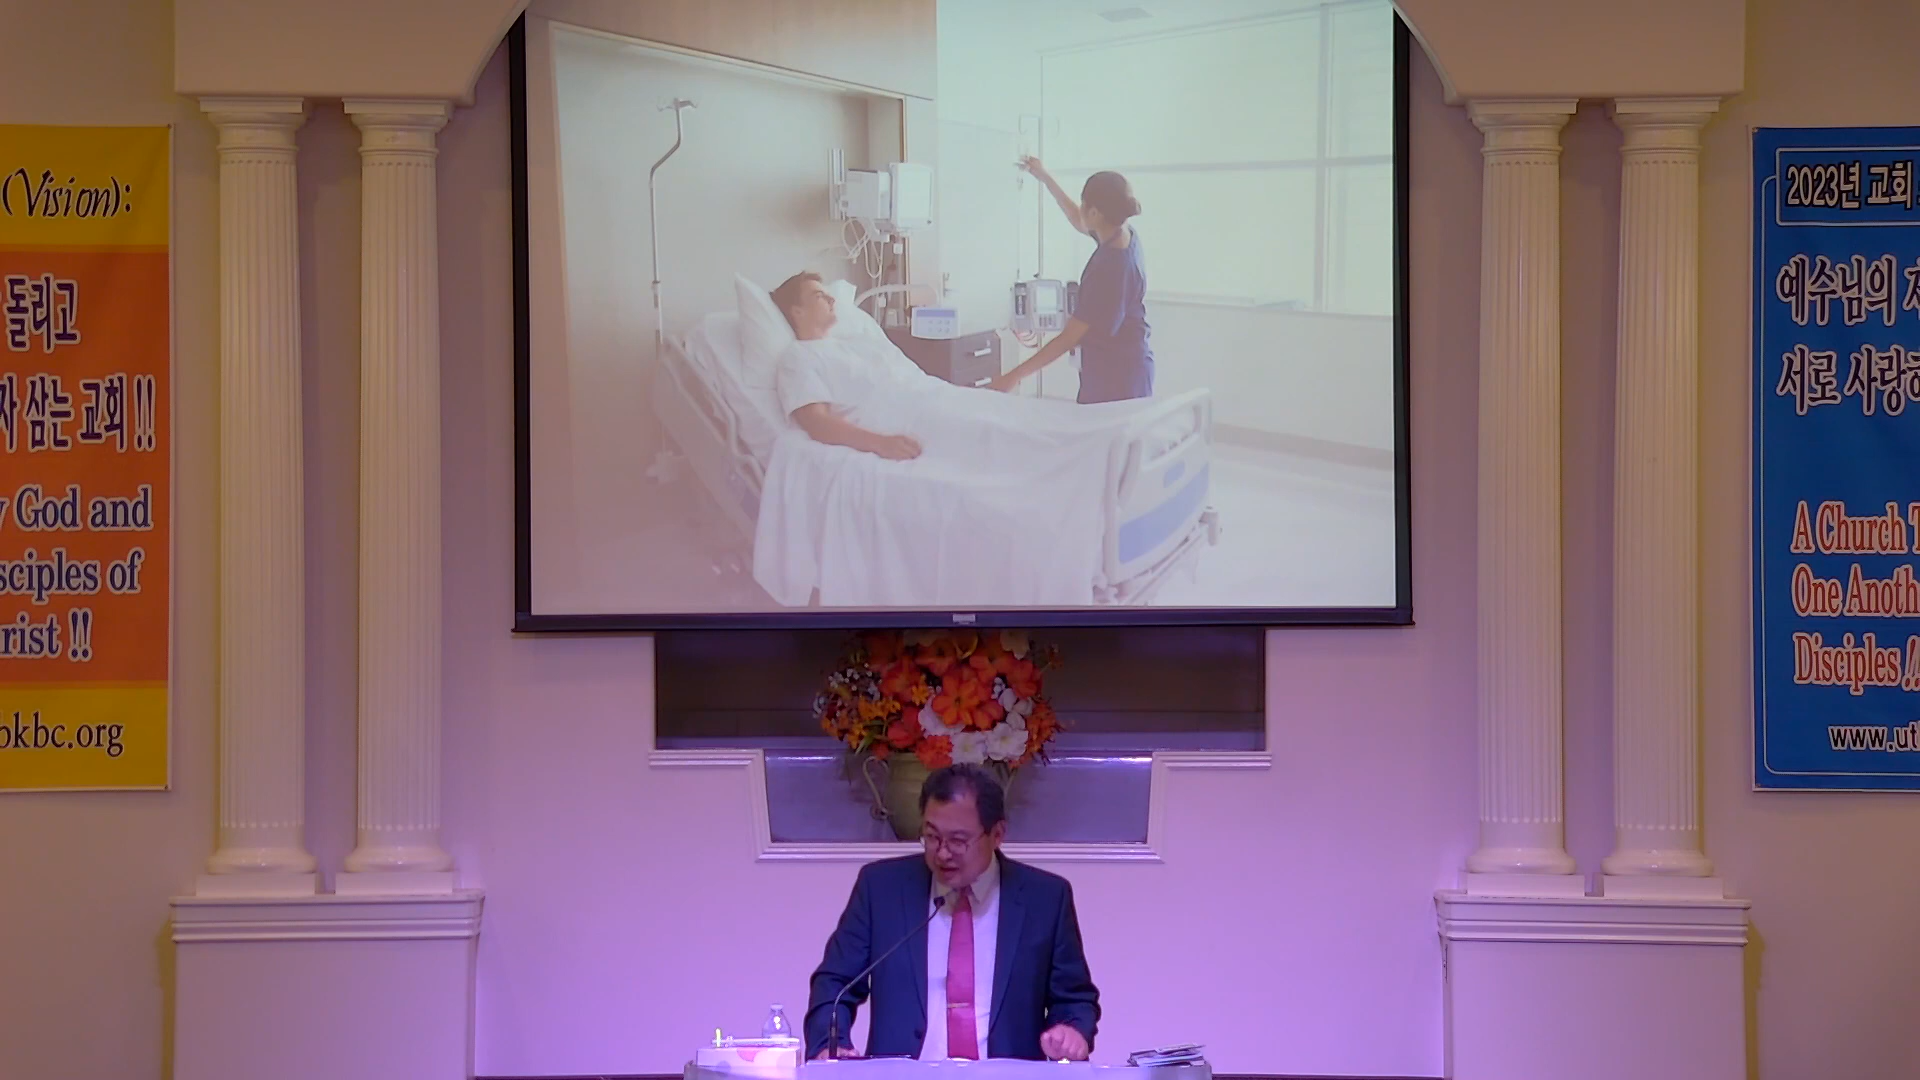 (Vision):
돌리고
자 삼는 교회 !!
God and
sciples of
rist !!
bkbc.org
2023년 교회
예수님의
서로 사랑하
A Church
One Anoth
Disciples !!
www.ut